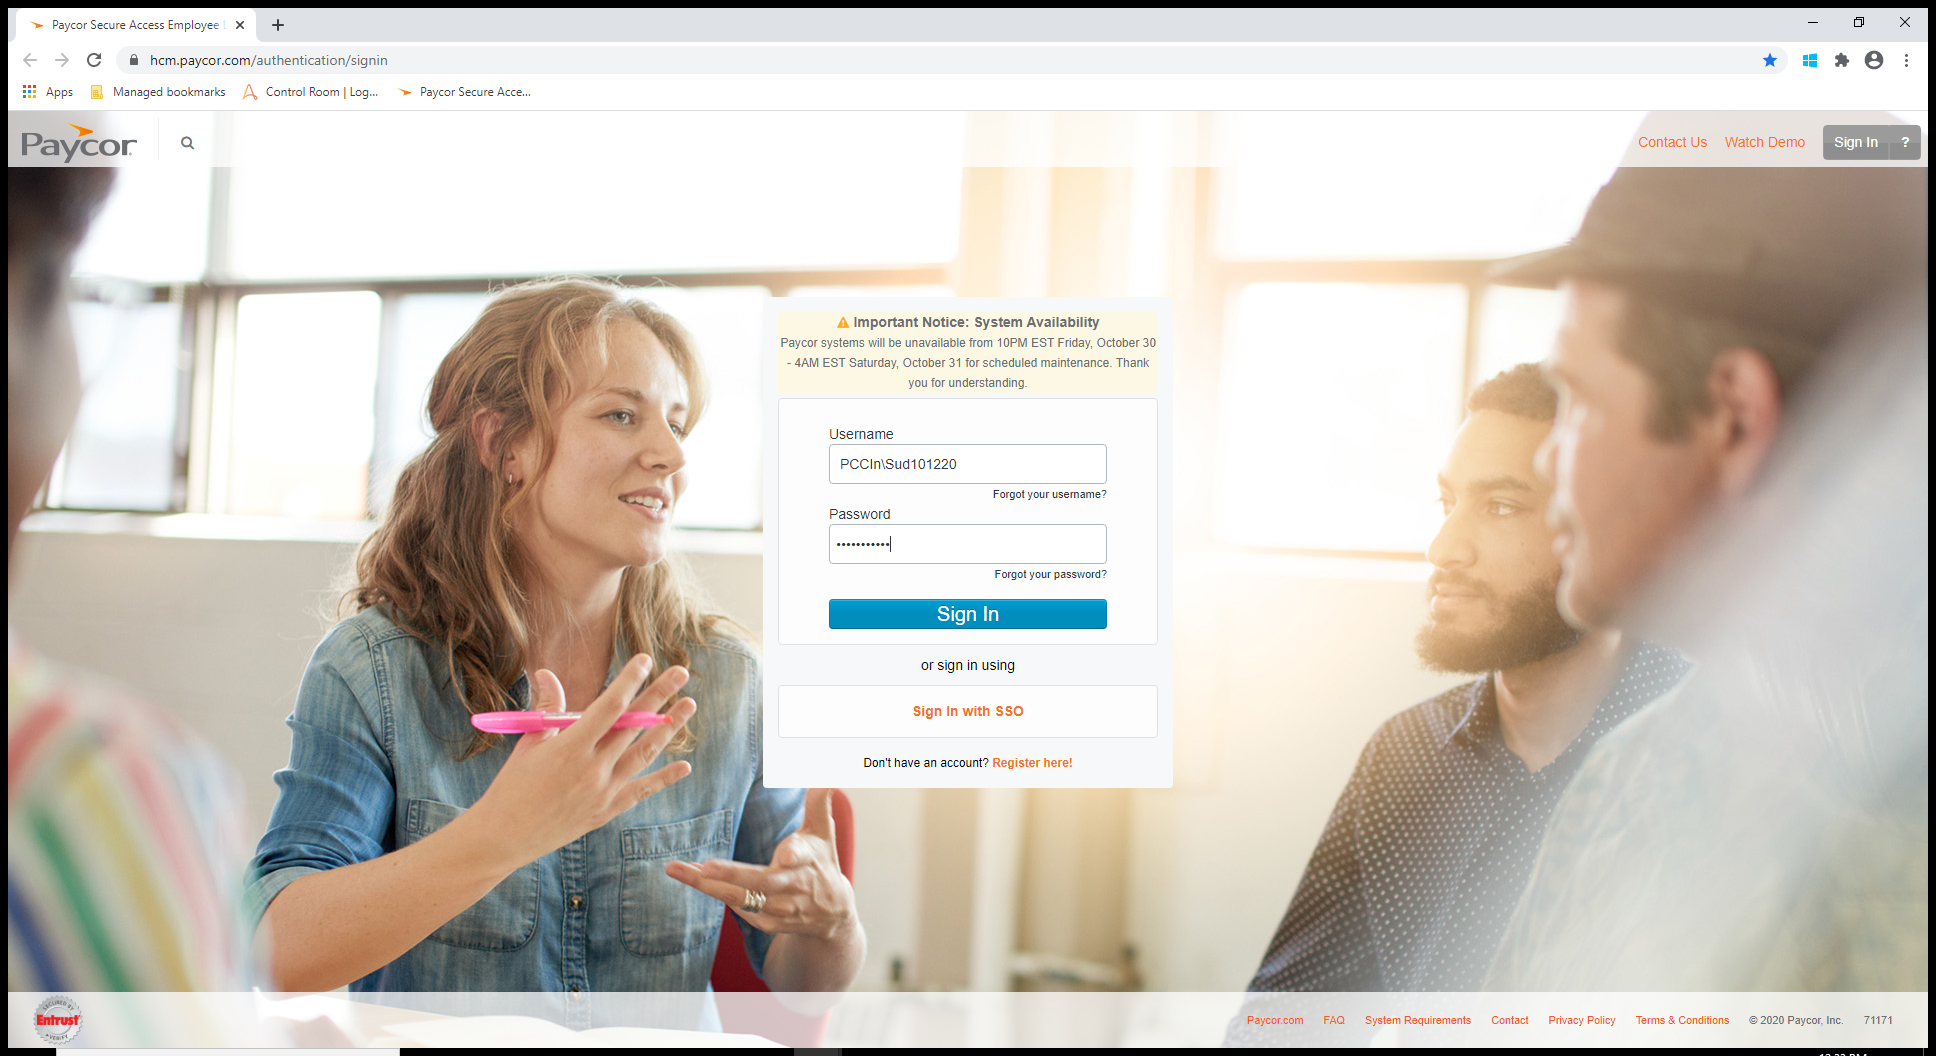 Paycor Secure Access Employee
hcm.paycor.com/authentication/signin
Apps
Managed bookmarks
Control Room | Log...
Paycor Secure Acce...
Paycor
Contact Us
Watch Demo
Sign In
?
Important Notice: System Availability
Paycor systems will be unavailable from 10PM EST Friday, October 30
- 4AM EST Saturday, October 31 for scheduled maintenance. Thank
you for understanding.
Username
PCCIn\Sud101220
Forgot your username?
Password
•••••••••••
Forgot your password?
Sign In
or sign in using
Sign In with SSO
Don't have an account? Register here!
SECURED BY
Entrust
VERIFY
Paycor.com
FAQ
System Requirements
Contact
Privacy Policy
Terms & Conditions
© 2020 Paycor, Inc.
71171